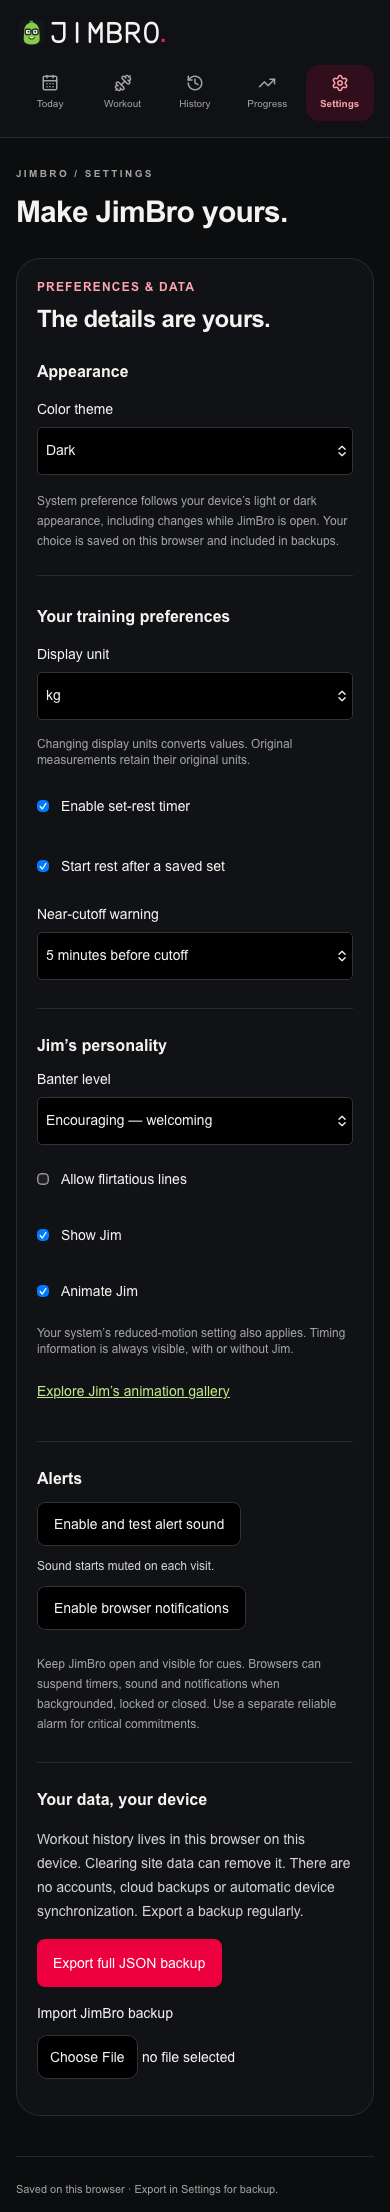 JIMBRO.
Today
Workout
History
Progress
Settings
JIMBRO / SETTINGS
Make JimBro yours.
PREFERENCES & DATA
The details are yours.
Appearance
Color theme
Dark
System preference follows your device’s light or dark
appearance, including changes while JimBro is open. Your
choice is saved on this browser and included in backups.
Your training preferences
Display unit
kg
Changing display units converts values. Original
measurements retain their original units.
Enable set-rest timer
Start rest after a saved set
Near-cutoff warning
5 minutes before cutoff
Jim’s personality
Banter level
Encouraging — welcoming
Allow flirtatious lines
Show Jim
Animate Jim
Your system’s reduced-motion setting also applies. Timing
information is always visible, with or without Jim.
Explore Jim’s animation gallery
Alerts
Enable and test alert sound
Sound starts muted on each visit.
Enable browser notifications
Keep JimBro open and visible for cues. Browsers can
suspend timers, sound and notifications when
backgrounded, locked or closed. Use a separate reliable
alarm for critical commitments.
Your data, your device
Workout history lives in this browser on this
device. Clearing site data can remove it. There are
no accounts, cloud backups or automatic device
synchronization. Export a backup regularly.
Export full JSON backup
Import JimBro backup
Choose File no file selected
Saved on this browser · Export in Settings for backup.